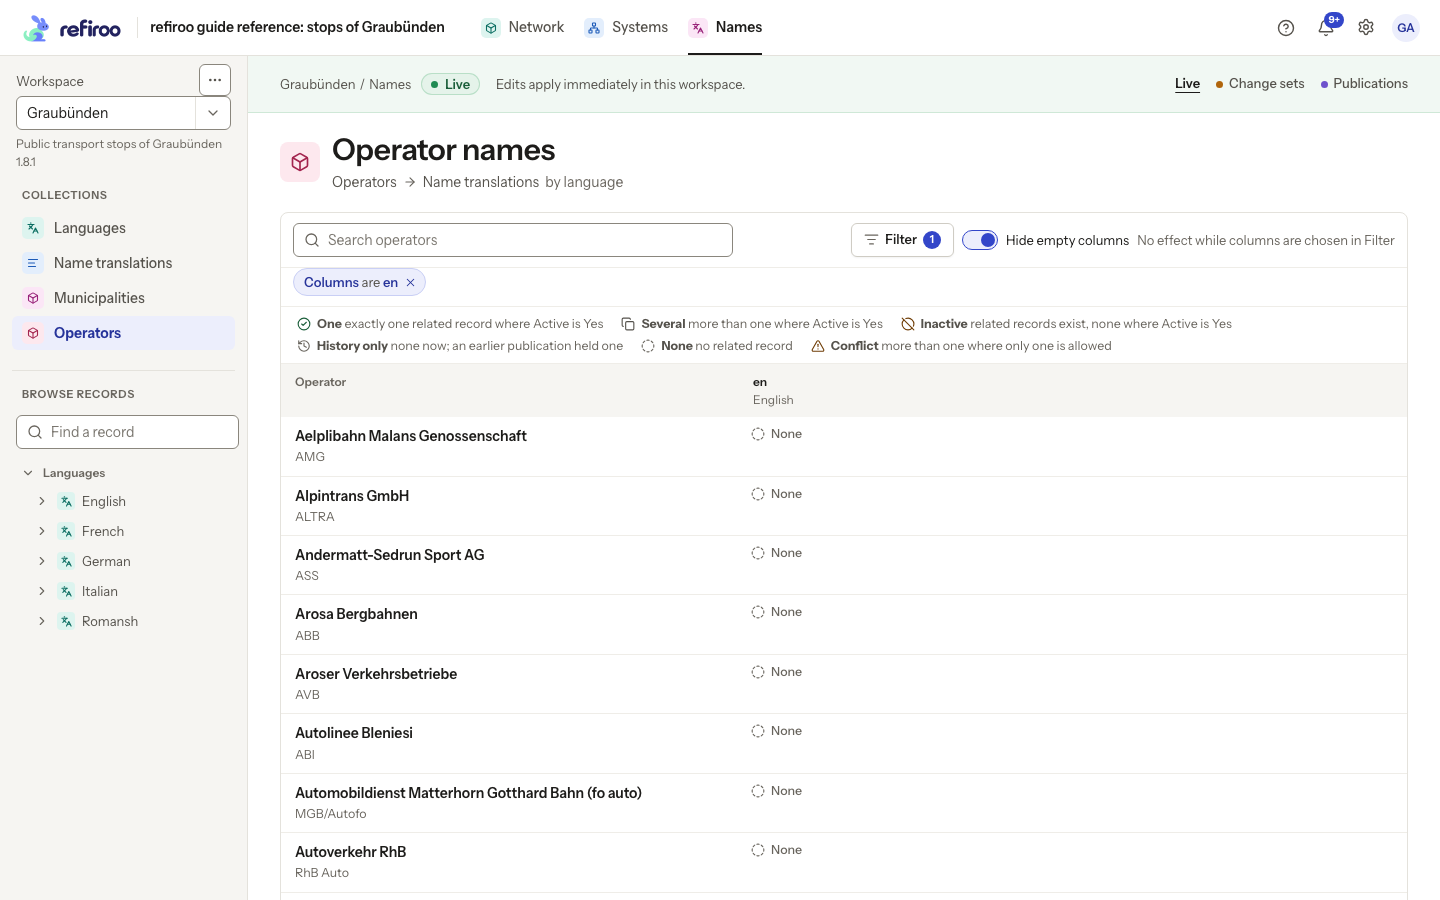 refiroo
refiroo guide reference: stops of Graubünden
Network
Systems
Names
9+
GA
Workspace
Graubünden
Public transport stops of Graubünden
1.8.1
COLLECTIONS
Languages
Name translations
Municipalities
Operators
BROWSE RECORDS
Find a record
Languages
English
French
German
Italian
Romansh
Graubünden / Names
Live
Edits apply immediately in this workspace.
Live
Change sets
Publications
Operator names
Operators → Name translations by language
Search operators
Filter 1
Hide empty columns
No effect while columns are chosen in Filter
Columns are en ×
One exactly one related record where Active is Yes
Several more than one where Active is Yes
Inactive related records exist, none where Active is Yes
History only none now; an earlier publication held one
None no related record
Conflict more than one where only one is allowed
Operator
en
English
Aelplibahn Malans Genossenschaft
AMG
None
Alpintrans GmbH
ALTRA
None
Andermatt-Sedrun Sport AG
ASS
None
Arosa Bergbahnen
ABB
None
Aroser Verkehrsbetriebe
AVB
None
Autolinee Bleniesi
ABl
None
Automobildienst Matterhorn Gotthard Bahn (fo auto)
MGB/Autofo
None
Autoverkehr RhB
RhB Auto
None